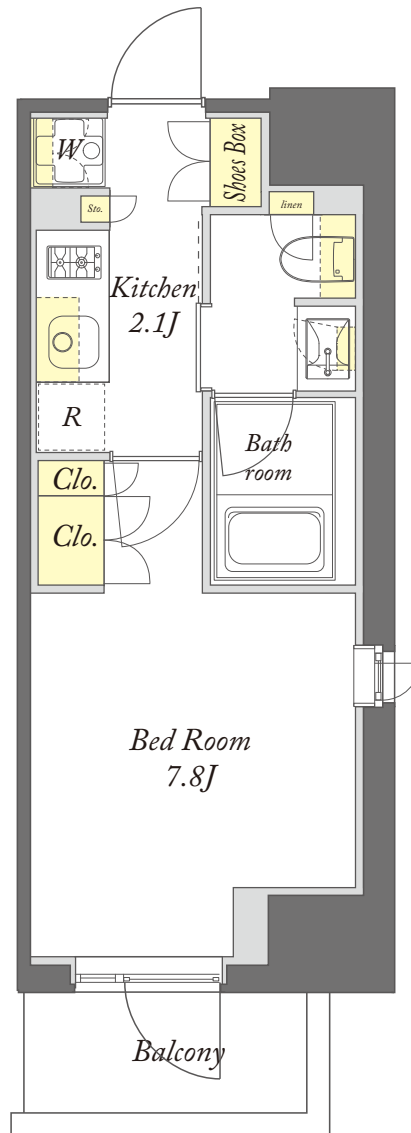 W
Shoes Box
Sto.
linen
Kitchen
2.1J
R
Bath
room
Clo.
Clo.
Bed Room
7.8J
Balcony